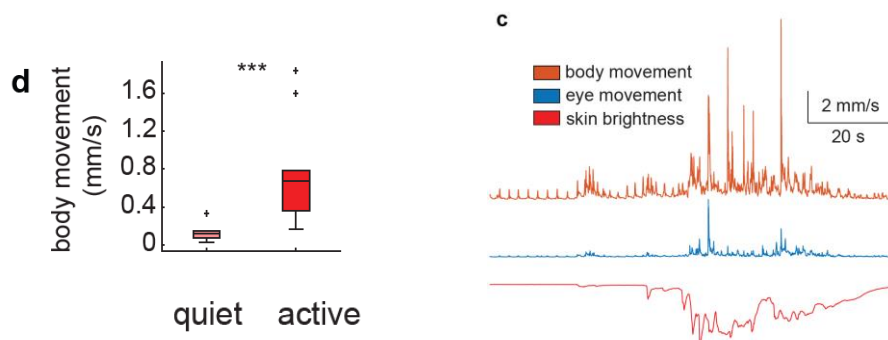 d
body movement
(mm/s)
1.6
1.2
0.8
0.4
0
***
quiet
active
c
body movement
eye movement
skin brightness
2 mm/s
20 s